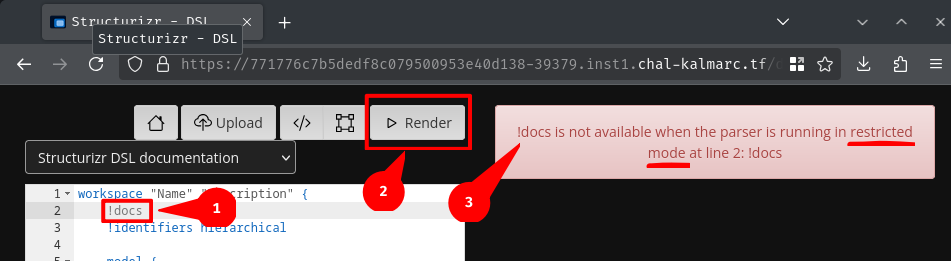 Structurizr - DSL
Structurizr - DSL
https://771776c7b5dedf8c079500953e40d138-39379.inst1.chal-kalmarc.tf/
Upload
</>
Render
Structurizr DSL documentation
!docs is not available when the parser is running in restricted
mode at line 2: !docs
2
3
1 workspace "Name" " cription" {
2 !docs
1
3 !identifiers hierarchical
4
5 model {